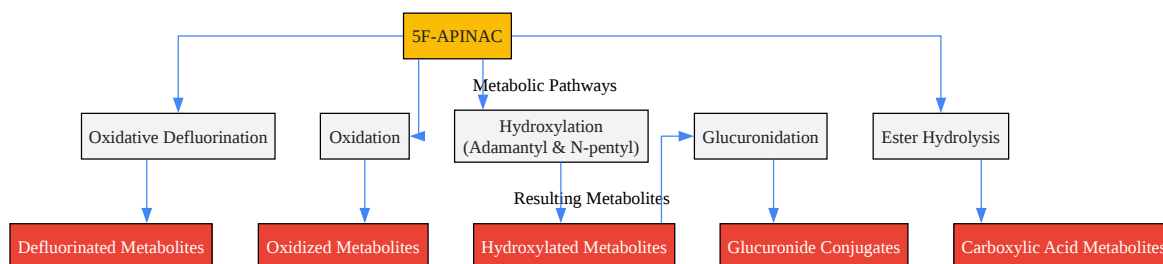 5F-APINAC
Metabolic Pathways
Oxidative Defluorination
Oxidation
Hydroxylation
(Adamantyl & N-pentyl)
Glucuronidation
Ester Hydrolysis
Resulting Metabolites
Defluorinated Metabolites
Oxidized Metabolites
Hydroxylated Metabolites
Glucuronide Conjugates
Carboxylic Acid Metabolites